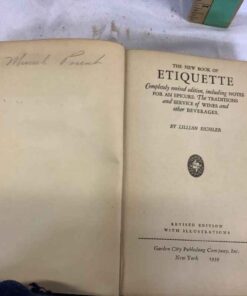 THE NEW BOOK OF
ETIQUETTE
Completely revised edition, including NOTES
FOR AN EPICURE. The TRADITIONS
and SERVICE of WINES and
other BEVERAGES.
BY LILLIAN EICHLER
REVISED EDITION
WITH ILLUSTRATIONS
Garden City Publishing Company, Inc.
New York